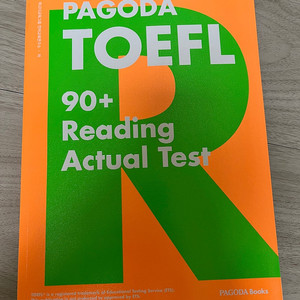 PAGODA
TOEFL
90+
Reading
Actual Test
R
PAGODA Books